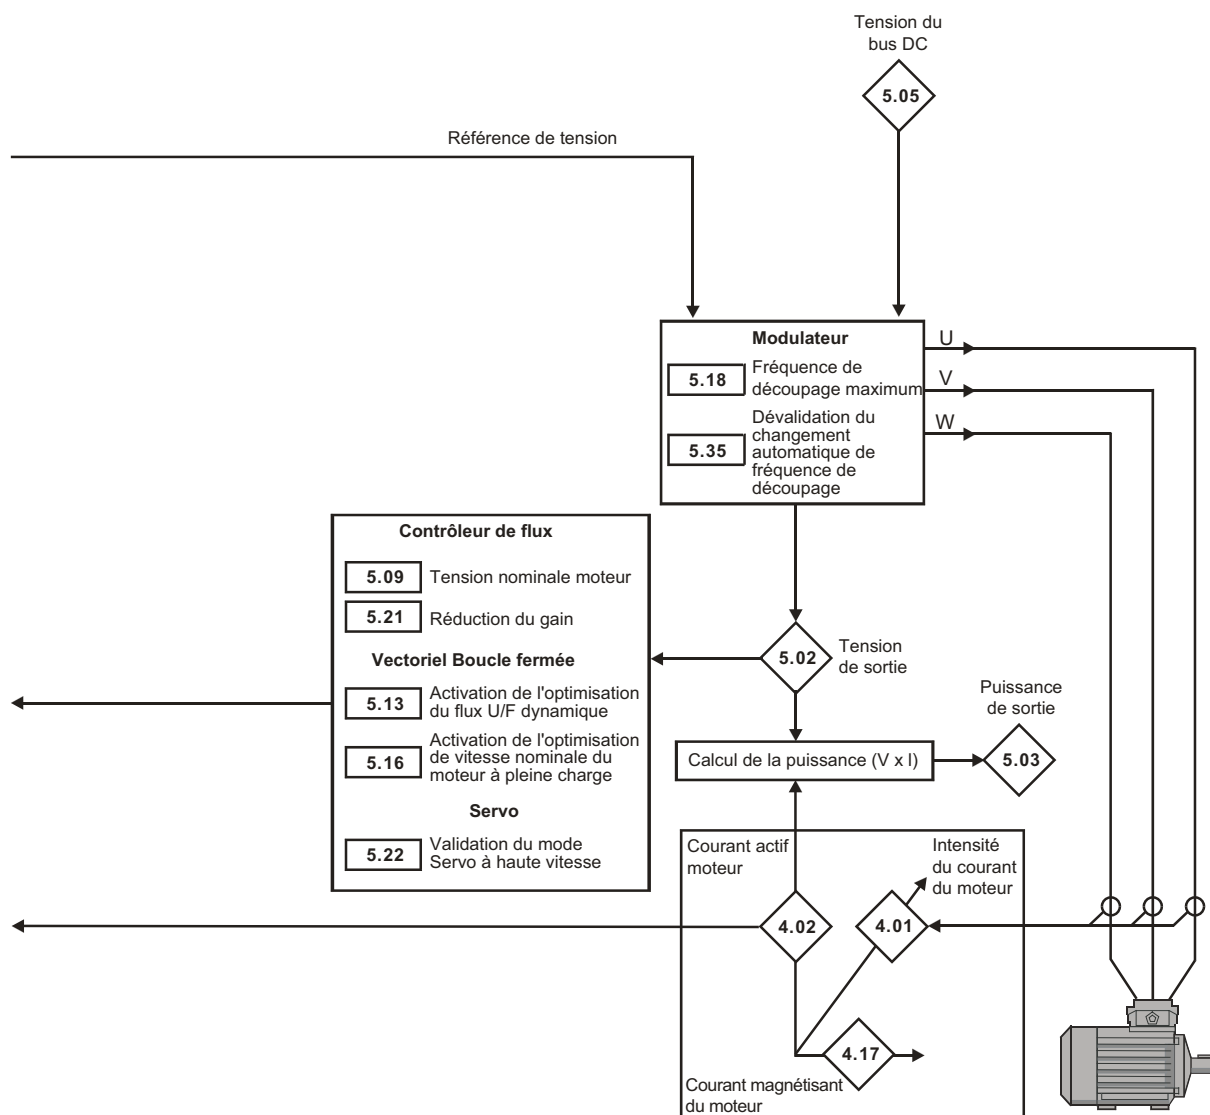 Tension du
bus DC
5.05
Référence de tension
Modulateur
5.18
Fréquence de
découpage maximum
5.35
Dévalidation du
changement
automatique de
fréquence de
découpage
U
V
W
Contrôleur de flux
5.09
Tension nominale moteur
5.21
Réduction du gain
Vectoriel Boucle fermée
5.13
Activation de l'optimisation
du flux U/F dynamique
5.16
Activation de l'optimisation
de vitesse nominale du
moteur à pleine charge
Servo
5.22
Validation du mode
Servo à haute vitesse
5.02
Tension
de sortie
Puissance
de sortie
5.03
Calcul de la puissance (V x I)
Courant actif
moteur
Intensité
du courant
du moteur
4.02
4.01
4.17
Courant magnétisant
du moteur